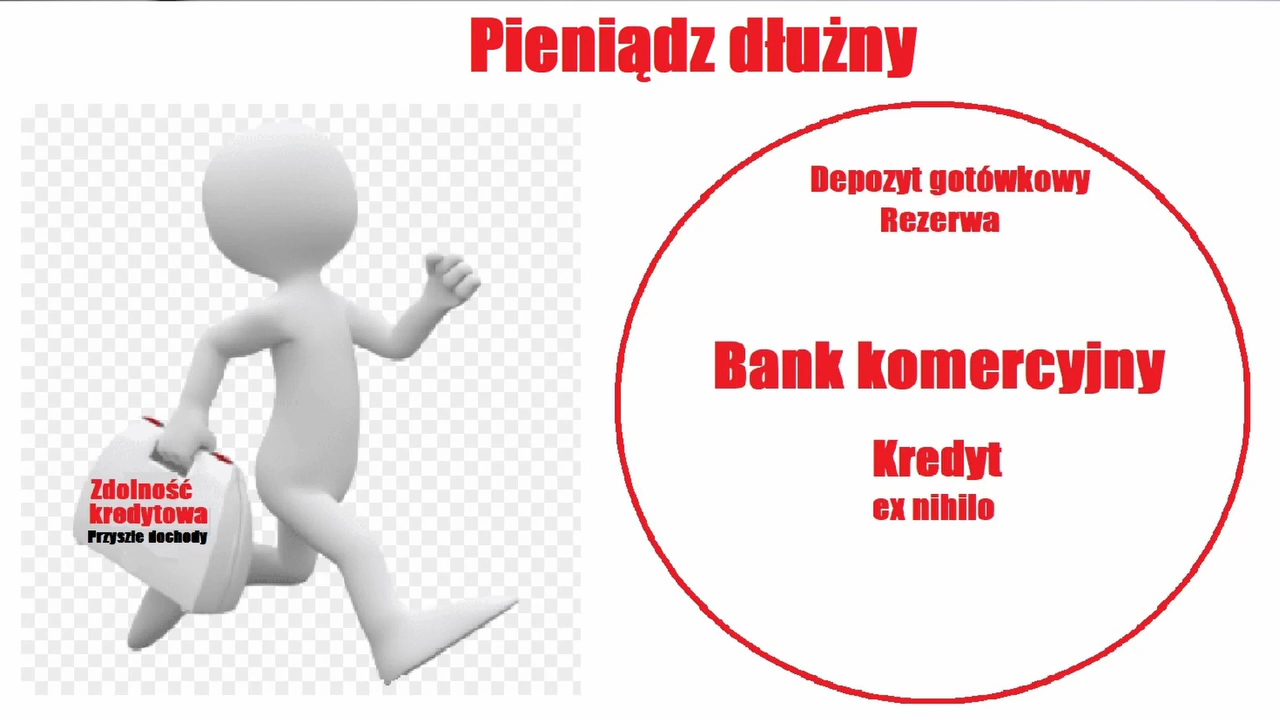 Pieniądz dłużny
Depozyt gotówkowy
Rezerwa
Bank komercyjny
Kredyt
ex nihilo
Zdolność
kredytowa
Przyszłe dochody